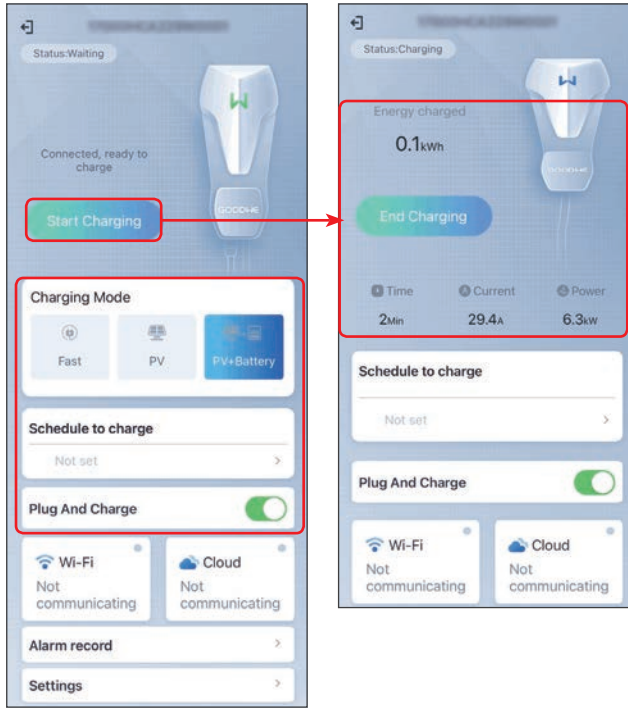 Status:Waiting
Connected, ready to
charge
Start Charging
GOODWE
Charging Mode
Fast
PV
PV+Battery
Schedule to charge
Not set
Plug And Charge
Wi-Fi
Not
communicating
Cloud
Not
communicating
Alarm record
Settings
Status:Charging
Energy charged
0.1kWh
GOODWE
End Charging
Time
Current
Power
2Min
29.4A
6.3kW
Schedule to charge
Not set
Plug And Charge
Wi-Fi
Not
communicating
Cloud
Not
communicating